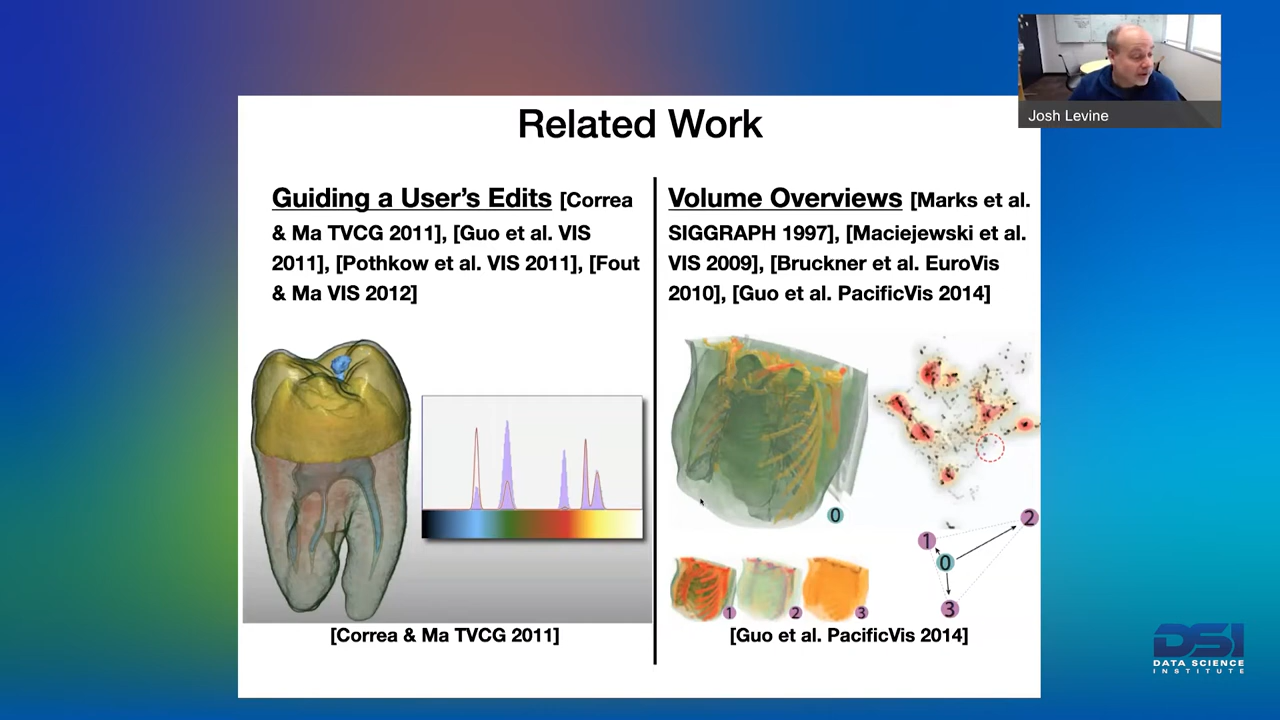 Josh Levine
Related Work
Guiding a User's Edits [Correa
& Ma TVCG 2011], [Guo et al. VIS
2011], [Pothkow et al. VIS 2011], [Fout
& Ma VIS 2012]
[Correa & Ma TVCG 2011]
Volume Overviews [Marks et al.
SIGGRAPH 1997], [Maciejewski et al.
VIS 2009], [Bruckner et al. EuroVis
2010], [Guo et al. PacificVis 2014]
0
1
2
3
1
0
2
3
[Guo et al. PacificVis 2014]
DSI
DATA SCIENCE
INSTITUTE